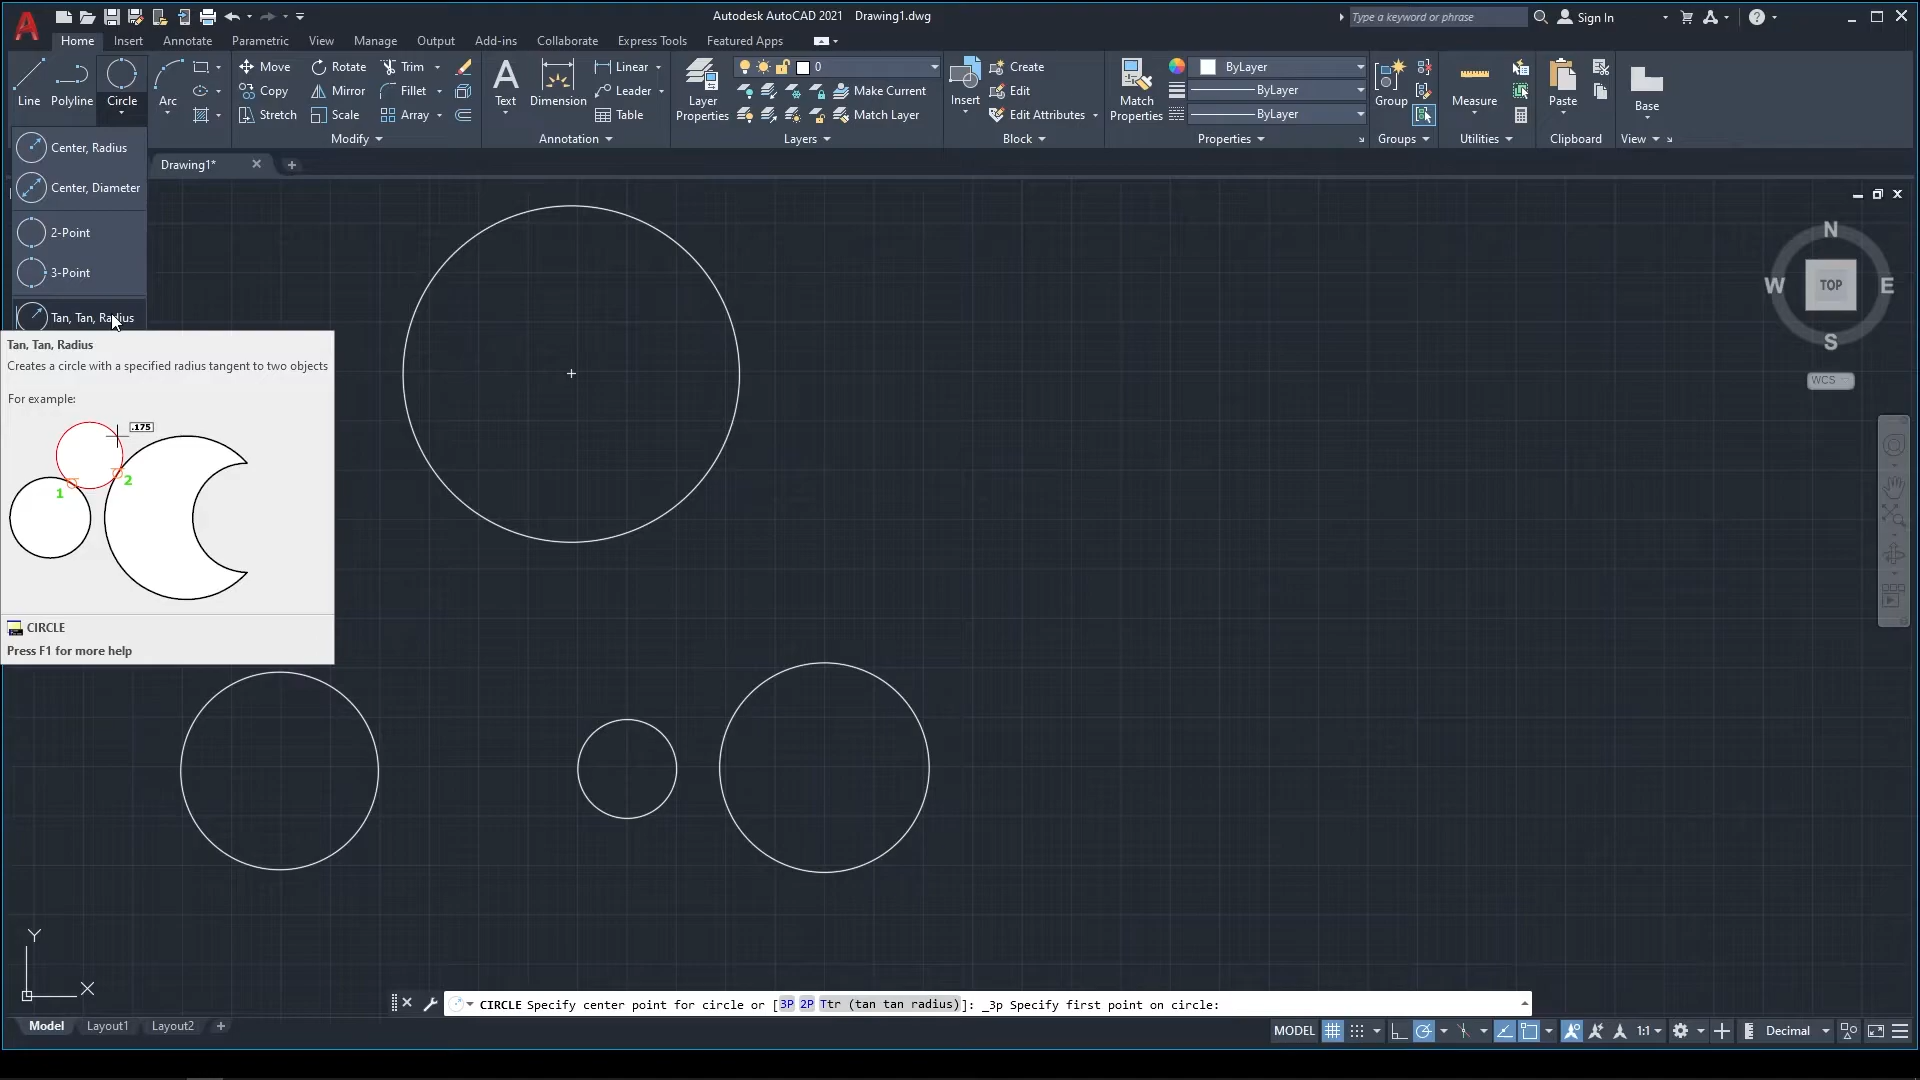 Autodesk AutoCAD 2021 Drawing1.dwg
Type a keyword or phrase
Sign In
Home Insert Annotate Parametric View Manage Output Add-ins Collaborate Express Tools Featured Apps
Line Polyline Circle Arc
Move Rotate Trim
Copy Mirror Fillet
Stretch Scale Array
Modify
Text Dimension
Linear
Leader
Table
Annotation
Layer Properties
0
Make Current
Match Layer
Layers
Insert
Create
Edit
Edit Attributes
Block
Match Properties
ByLayer
ByLayer
ByLayer
Properties
Group
Groups
Measure
Utilities
Paste
Clipboard
Base
View
Center, Radius
Center, Diameter
2-Point
3-Point
Tan, Tan, Radius
Drawing1*
Tan, Tan, Radius
Creates a circle with a specified radius tangent to two objects
For example:
.175
1
2
CIRCLE
Press F1 for more help
N
W TOP E
S
WCS
Y
X
CIRCLE Specify center point for circle or [3P 2P Ttr (tan tan radius)]: _3p Specify first point on circle:
Model Layout1 Layout2
MODEL 1:1 Decimal